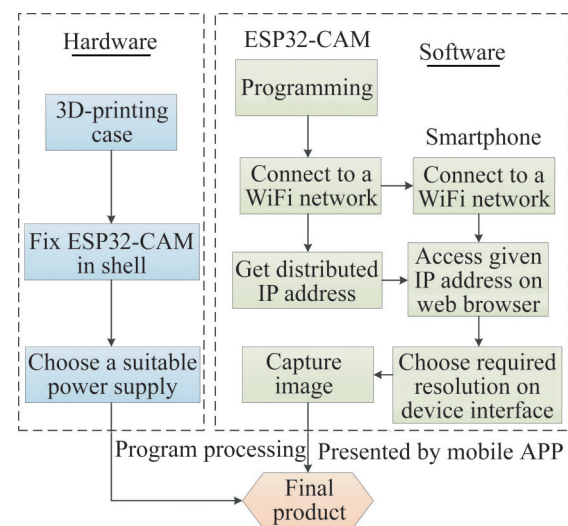 Hardware
3D-printing
case
Fix ESP32-CAM
in shell
Choose a suitable
power supply
ESP32-CAM
Software
Programming
Smartphone
Connect to a
WiFi network
Connect to a
WiFi network
Get distributed
IP address
Access given
IP address on
web browser
Capture
image
Choose required
resolution on
device interface
Program processing
Presented by mobile APP
Final
product